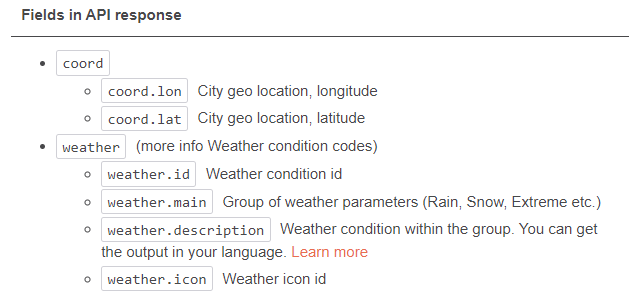 Fields in API response
coord
coord.lon City geo location, longitude
coord.lat City geo location, latitude
weather (more info Weather condition codes)
weather.id Weather condition id
weather.main Group of weather parameters (Rain, Snow, Extreme etc.)
weather.description Weather condition within the group. You can get
the output in your language. Learn more
weather.icon Weather icon id